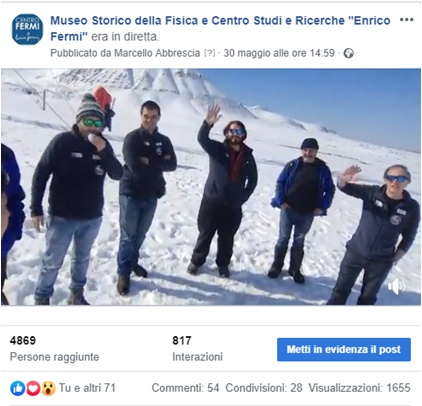 CENTRO
FERMI
Museo Storico della Fisica e Centro Studi e Ricerche "Enrico
Fermi" era in diretta.
Pubblicato da Marcello Abbrescia [?] · 30 maggio alle ore 14:59 ·
4869
Persone raggiunte
817
Interazioni
Metti in evidenza il post
Tu e altri 71
Commenti: 54 Condivisioni: 28 Visualizzazioni: 1655